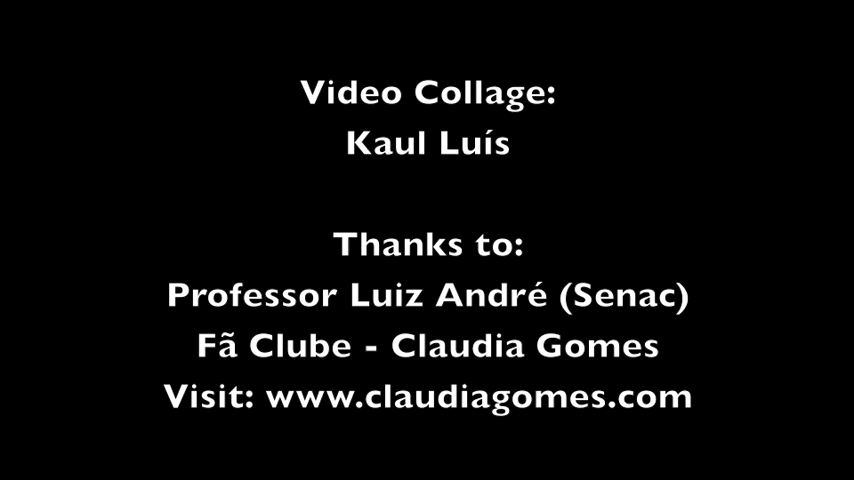 Video Collage:
Kaul Luís
Thanks to:
Professor Luiz André (Senac)
Fã Clube - Claudia Gomes
Visit: www.claudiagomes.com